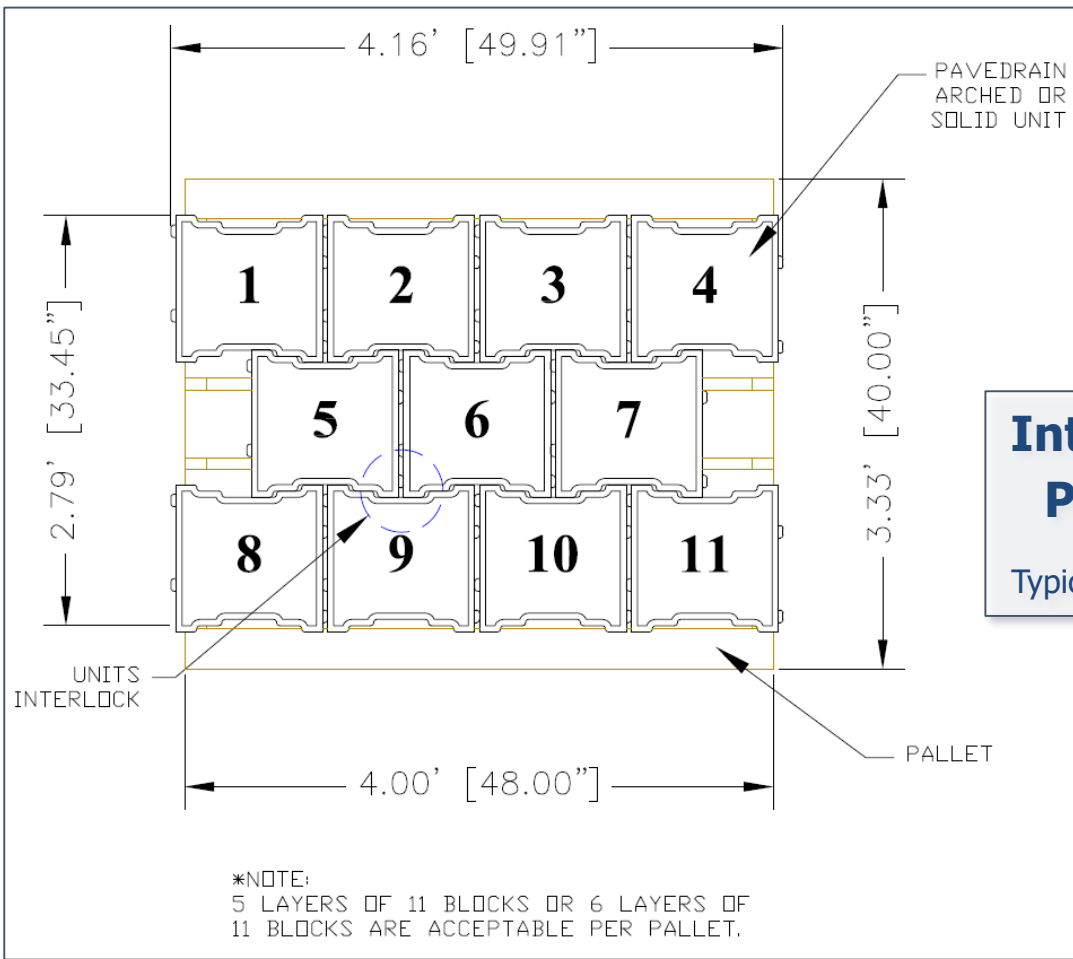 4.16' [49.91"]
PAVEDRAIN
ARCHED OR
SOLID UNIT
1 2 3 4
2.79' [33.45"]
3.33' [40.00"]
5 6 7
8 9 10 11
UNITS
INTERLOCK
PALLET
4.00' [48.00"]
*NOTE:
5 LAYERS OF 11 BLOCKS OR 6 LAYERS OF
11 BLOCKS ARE ACCEPTABLE PER PALLET.
Int
P
Typic